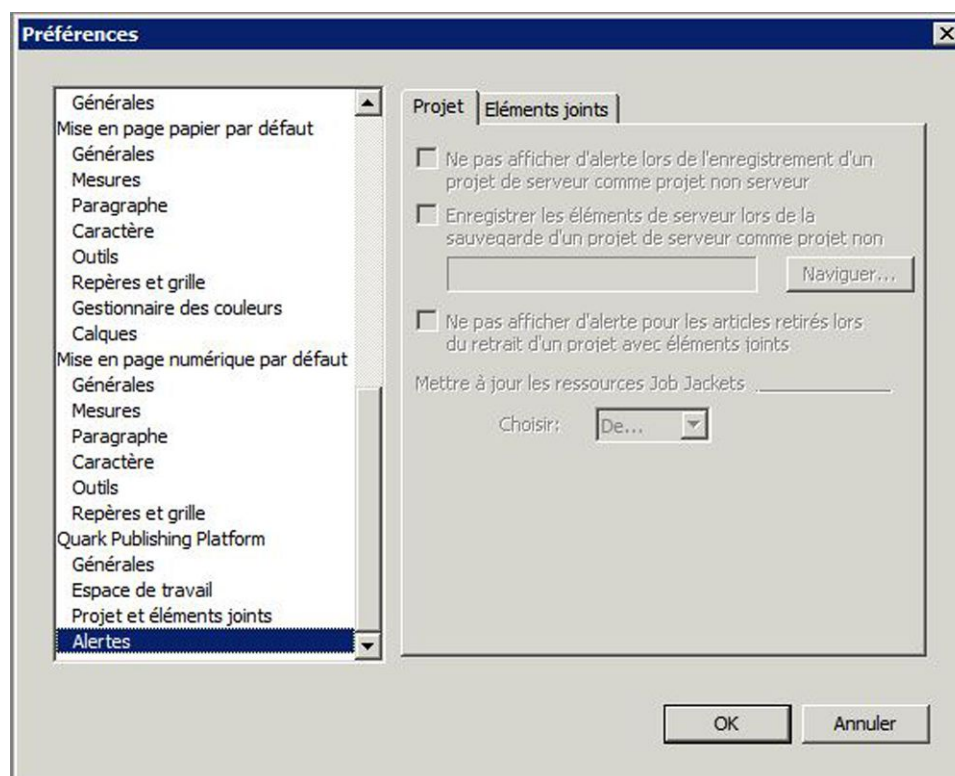 Préférences
Générales
Mise en page papier par défaut
Générales
Mesures
Paragraphe
Caractère
Outils
Repères et grille
Gestionnaire des couleurs
Calques
Mise en page numérique par défaut
Générales
Mesures
Paragraphe
Caractère
Outils
Repères et grille
Quark Publishing Platform
Générales
Espace de travail
Projet et éléments joints
Alertes
Projet
Eléments joints
Ne pas afficher d'alerte lors de l'enregistrement d'un
projet de serveur comme projet non serveur
Enregistrer les éléments de serveur lors de la
sauvegarde d'un projet de serveur comme projet non
Naviguer...
Ne pas afficher d'alerte pour les articles retirés lors
du retrait d'un projet avec éléments joints
Mettre à jour les ressources Job Jackets
Choisir:
De...
OK
Annuler